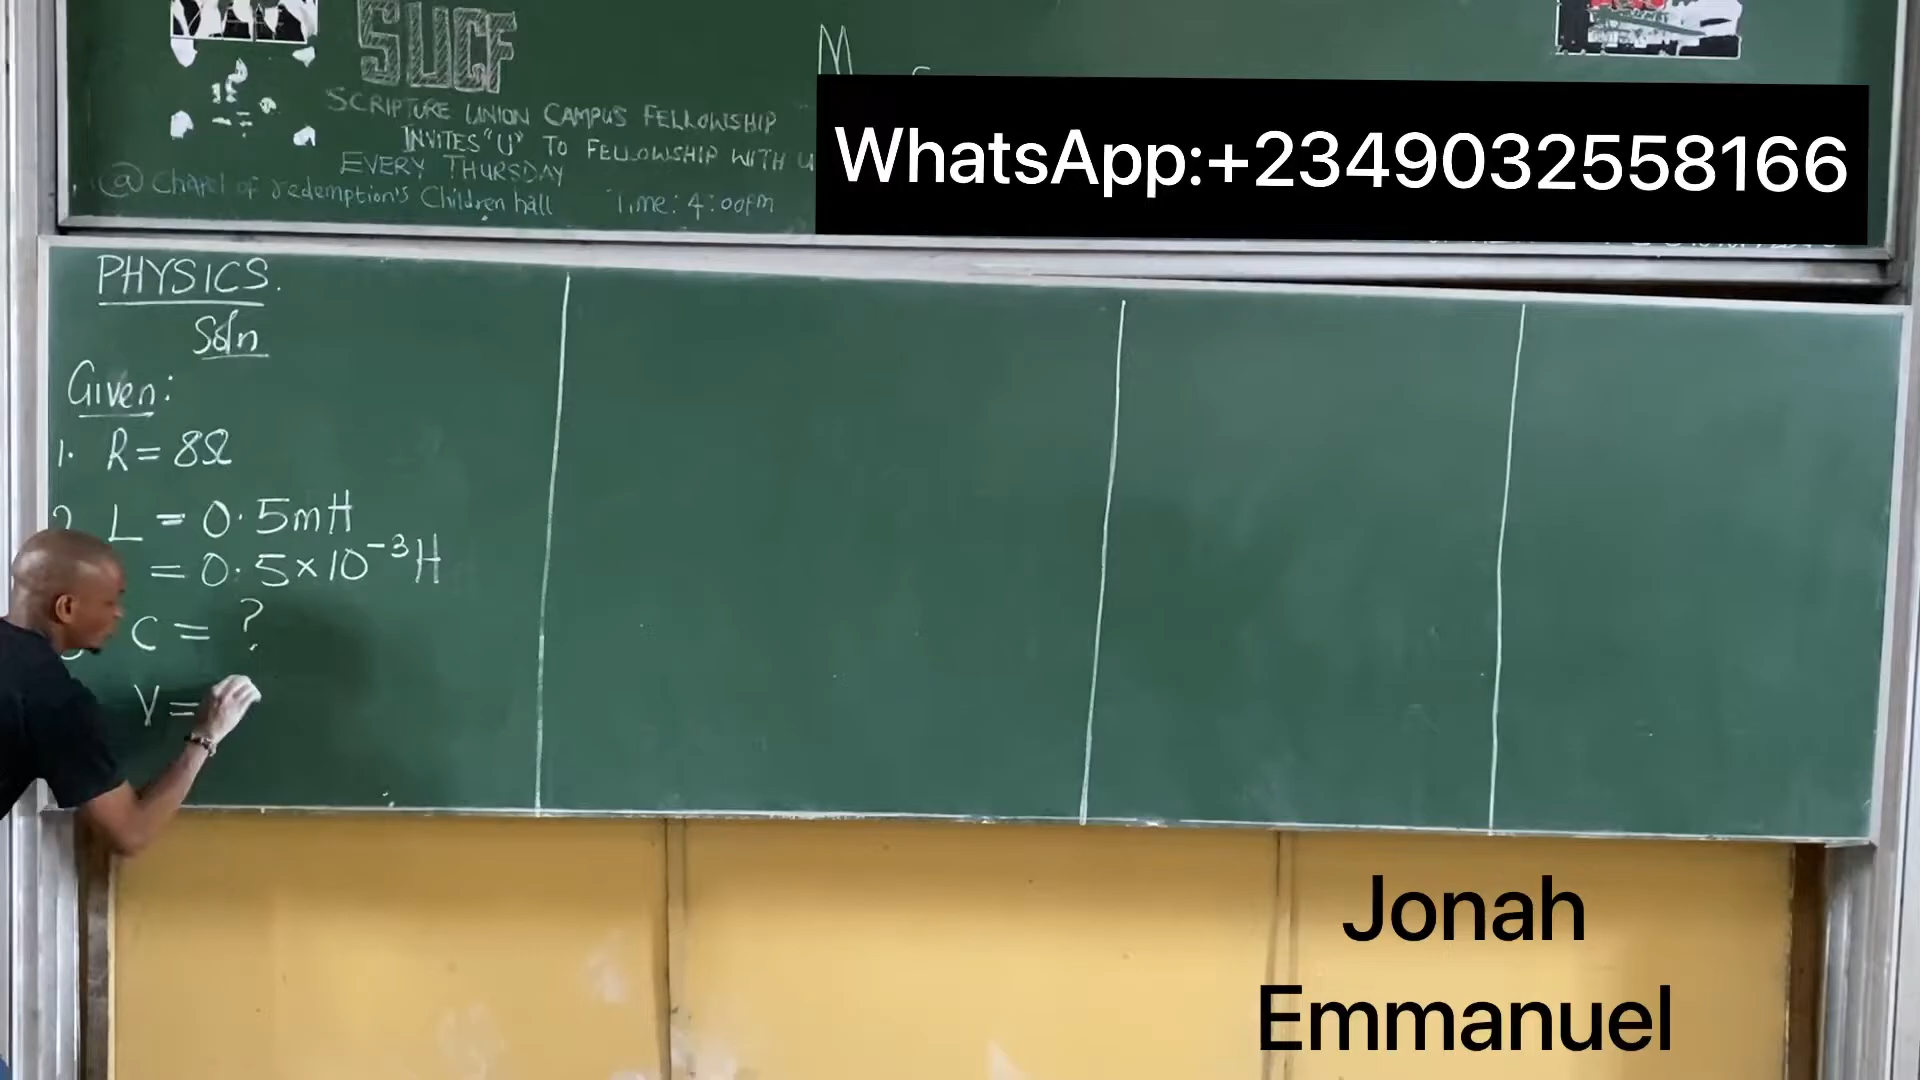 SUCF
SCRIPTURE UNION CAMPUS FELLOWSHIP
INVITES "U" TO FELLOWSHIP WITH U
EVERY THURSDAY
@ Chapel of redemption's Children hall Time: 4:00pm
M
WhatsApp:+2349032558166
PHYSICS.
Soln
Given:
1. R = 8Ω
2 L = 0.5mH
= 0.5×10⁻³H
C = ?
V =
Jonah
Emmanuel